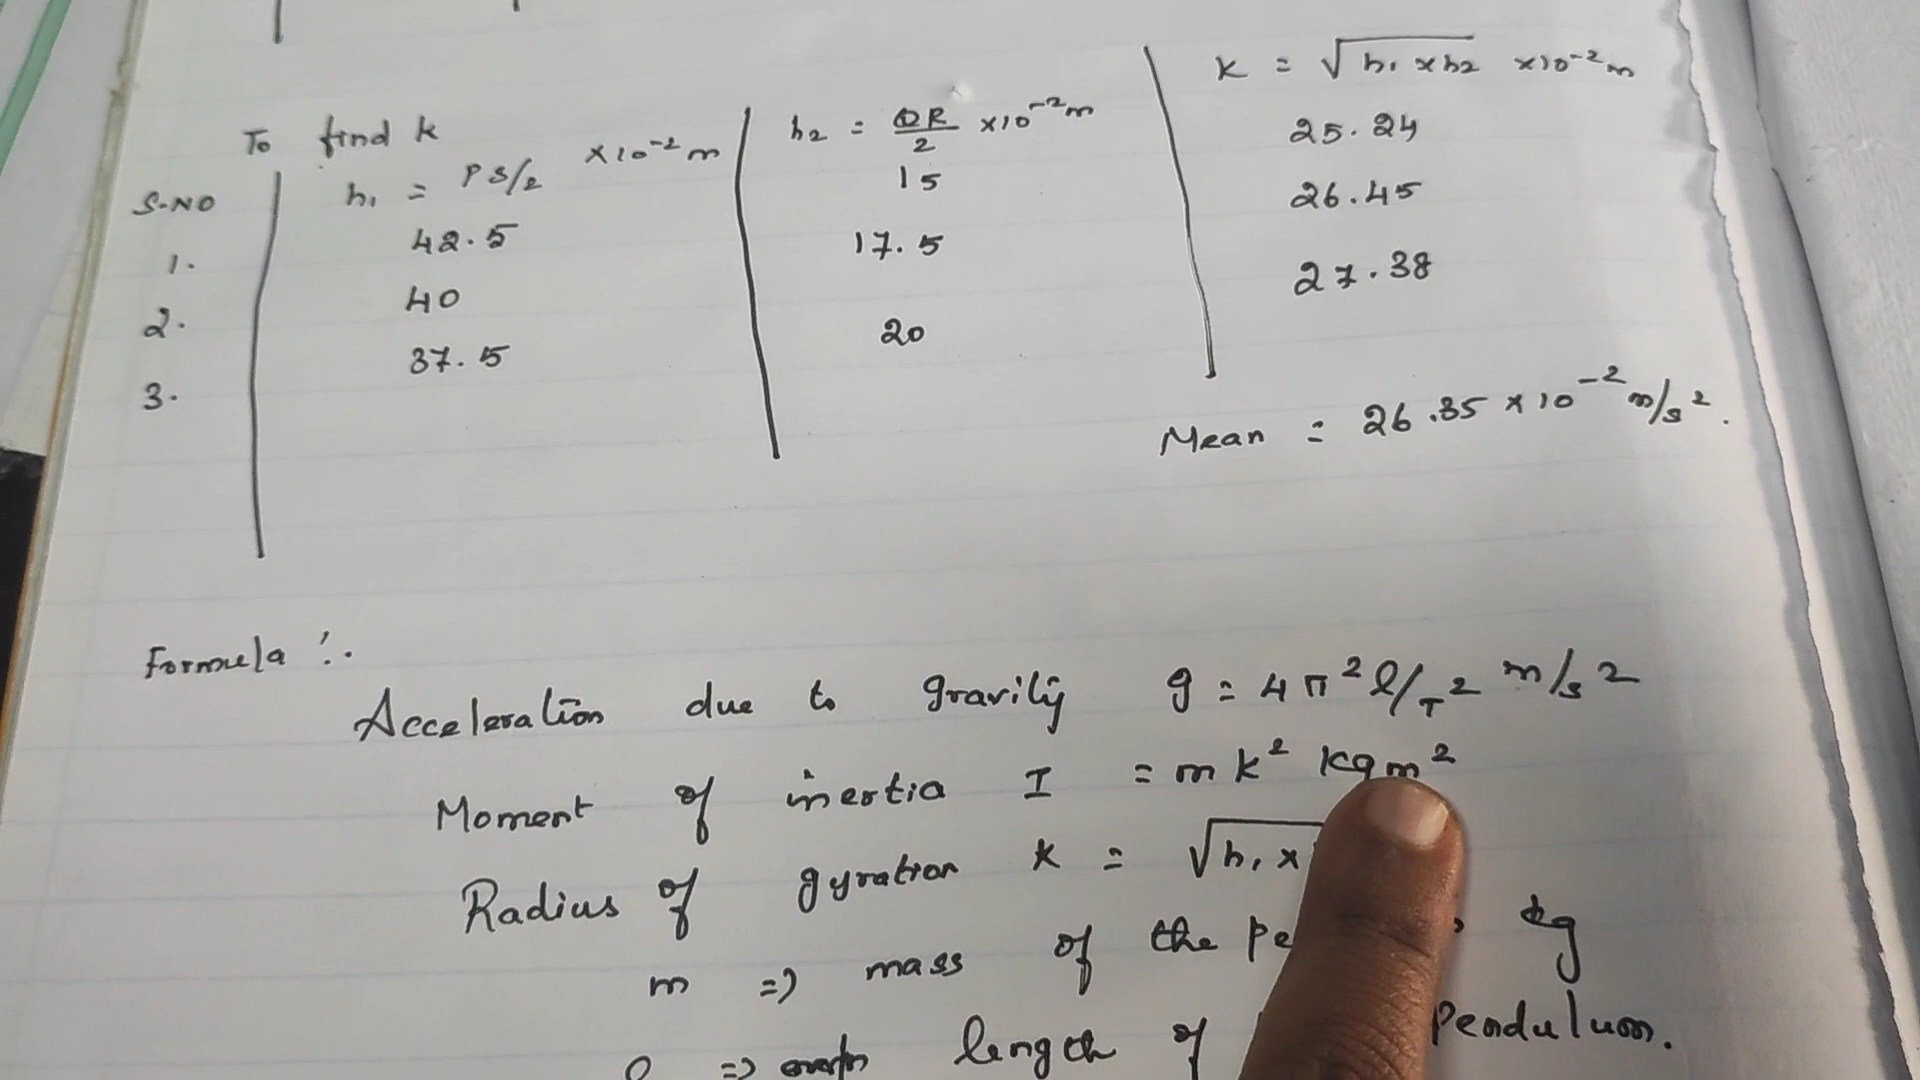 To find k
S.NO h₁ = PS/2 ×10⁻² m h₂ = QR/2 ×10⁻² m k = √h₁ × h₂ ×10⁻² m
1. 42.5 15 25.24
2. 40 17.5 26.45
3. 37.5 20 27.38
Mean = 26.35 × 10⁻² m/s².
Formula :-
Acceleration due to gravity g = 4π²l/T² m/s²
Moment of inertia I = mk² kgm²
Radius of gyration k = √h₁ ×
m => mass of the pe kg
l => length of pendulum.